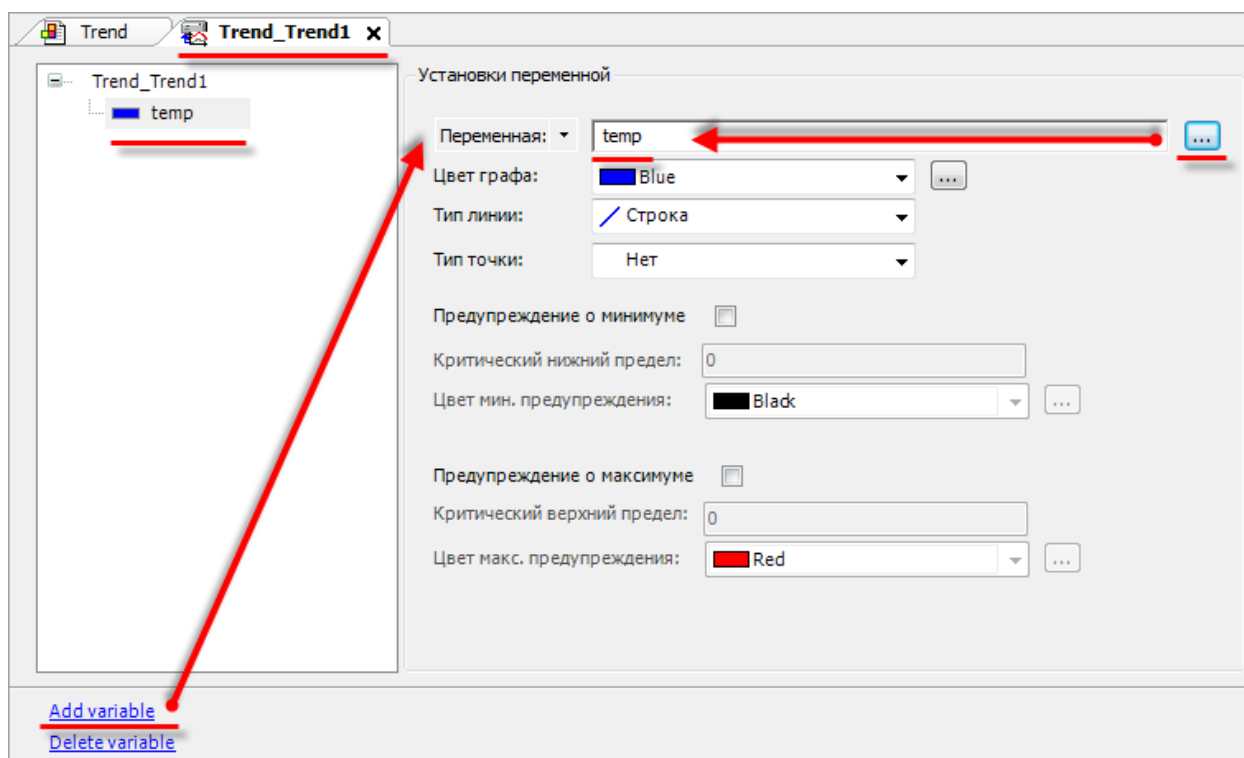 Trend Trend_Trend1 x
Trend_Trend1
temp
Установки переменной
Переменная: temp ...
Цвет графа: Blue ...
Тип линии: Строка
Тип точки: Нет
Предупреждение о минимуме
Критический нижний предел: 0
Цвет мин. предупреждения: Black ...
Предупреждение о максимуме
Критический верхний предел: 0
Цвет макс. предупреждения: Red ...
Add variable
Delete variable